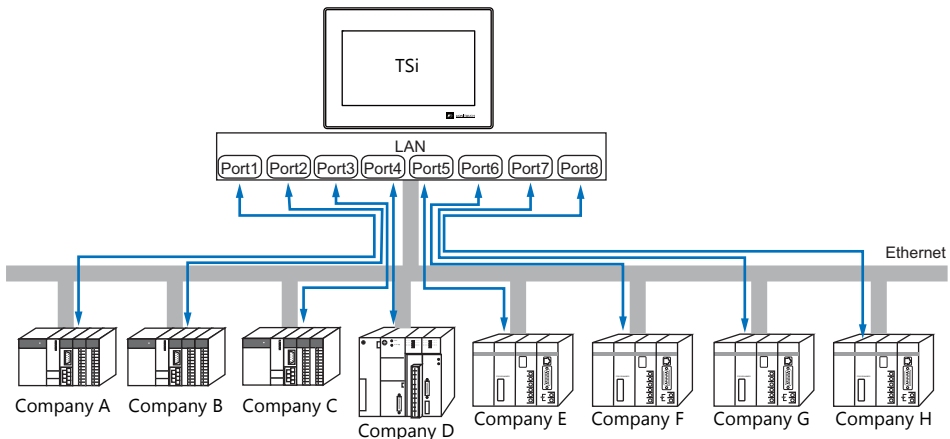 TSi
LAN
Port1 Port2 Port3 Port4 Port5 Port6 Port7 Port8
Ethernet
Company A Company B Company C Company D Company E Company F Company G Company H